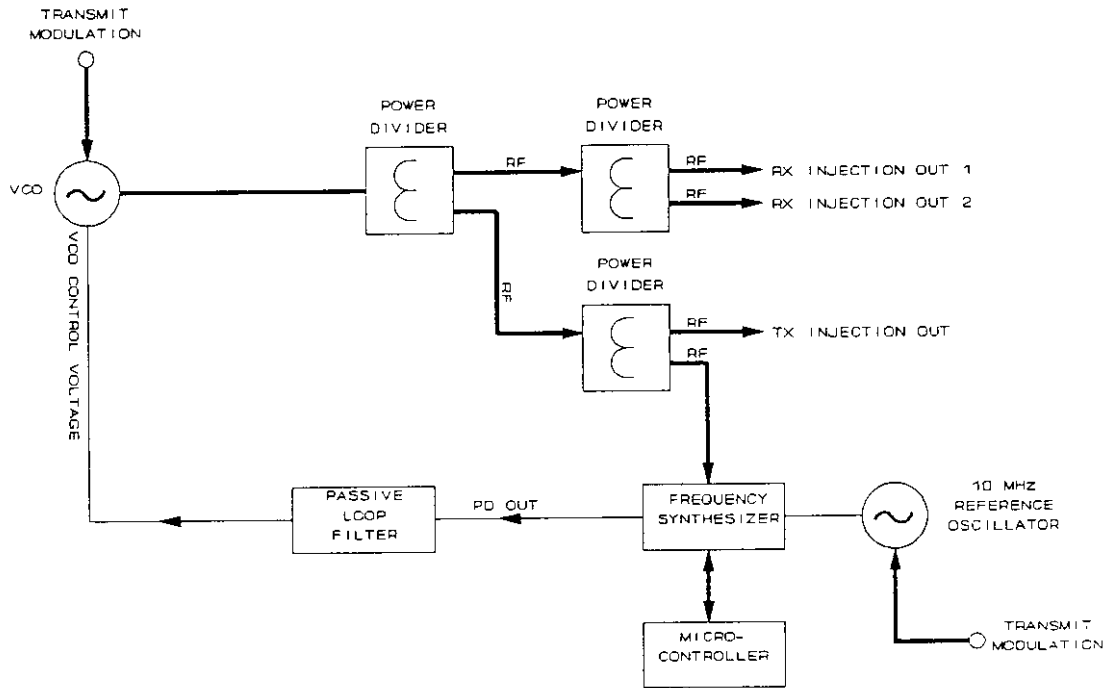 TRANSMIT
MODULATION
POWER
DIVIDER
POWER
DIVIDER
VCO
RF
RF
RX INJECTION OUT 1
RF
RX INJECTION OUT 2
VCO CONTROL VOLTAGE
RF
POWER
DIVIDER
RF
TX INJECTION OUT
RF
PASSIVE
LOOP
FILTER
PD OUT
FREQUENCY
SYNTHESIZER
10 MHZ
REFERENCE
OSCILLATOR
MICRO-
CONTROLLER
TRANSMIT
MODULATION